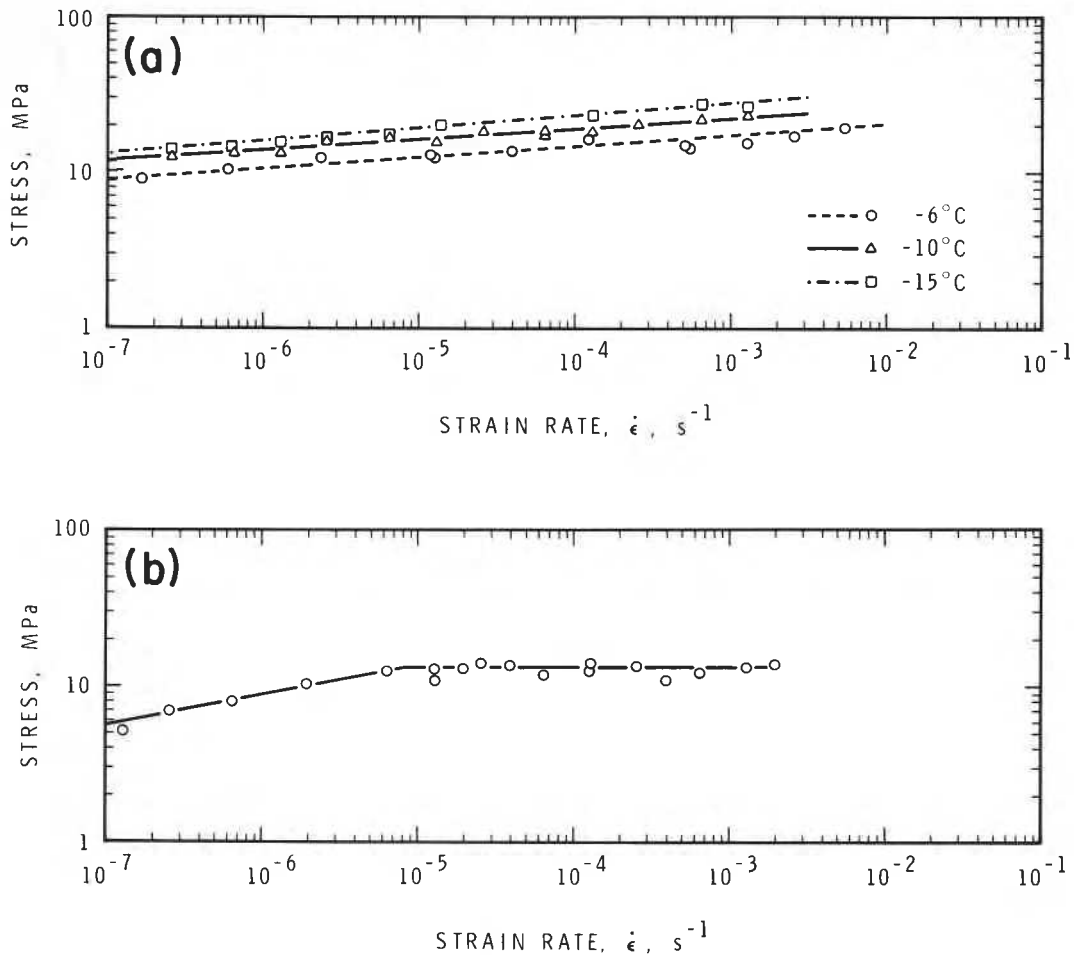 (a)
100
10
1
STRESS, MPa
-6°C
-10°C
-15°C
10⁻⁷ 10⁻⁶ 10⁻⁵ 10⁻⁴ 10⁻³ 10⁻² 10⁻¹
STRAIN RATE, ε̇, s⁻¹
(b)
100
10
1
STRESS, MPa
10⁻⁷ 10⁻⁶ 10⁻⁵ 10⁻⁴ 10⁻³ 10⁻² 10⁻¹
STRAIN RATE, ε̇, s⁻¹